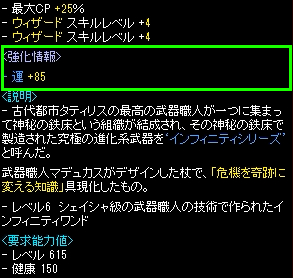 - 最大CP +25%
- ウィザード スキルレベル +4
- ウィザード スキルレベル +4
<強化情報>
- 運 +85
<説明>
- 古代都市タティリスの最高の武器職人が一つに集まっ
て神秘の鉄床という組織が結成され、その神秘の鉄床で
製造された究極の進化系武器を'インフィニティシリーズ'
と呼んだ。
武器職人マデュカスがデザインした杖で、「危機を奇跡に
変える知識」具現化したもの。
- レベル6 シェイシャ級の武器職人の技術で作られたイ
ンフィニティワンド
<要求能力値>
- レベル 615
- 健康 150